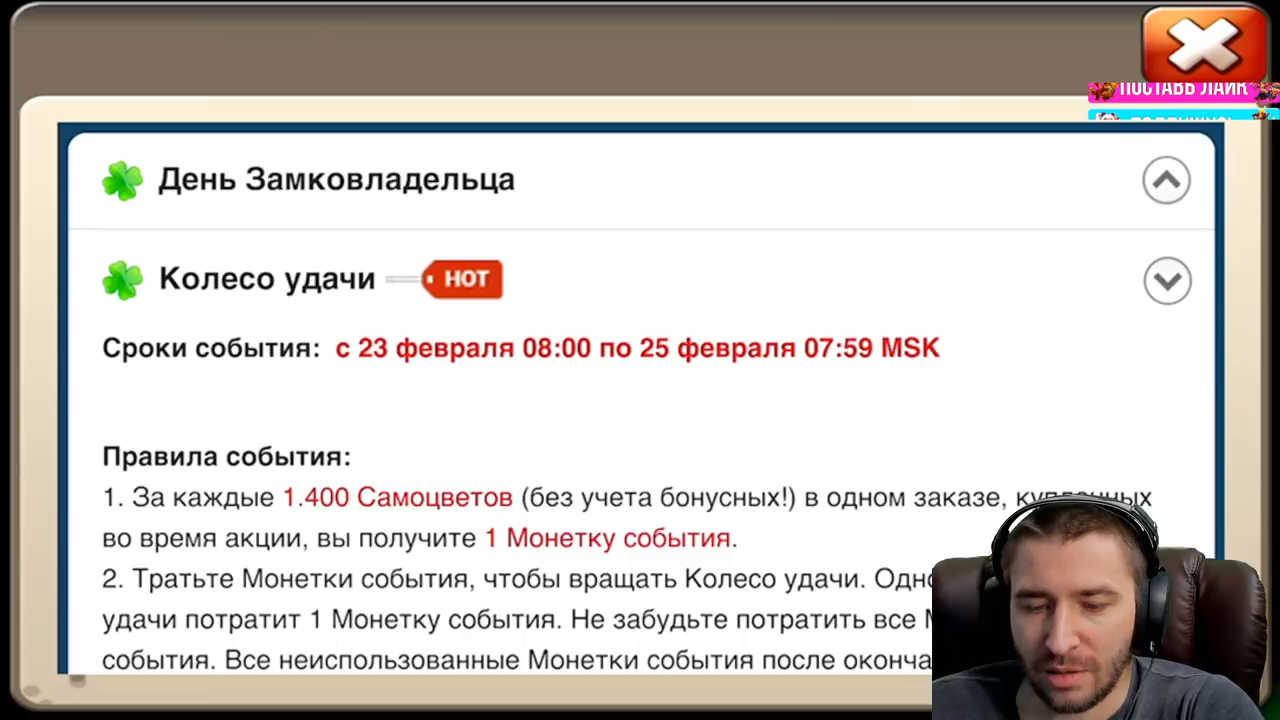 ПОСТАВЬ ЛАЙК
День Замковладельца
Колесо удачи HOT
Сроки события: с 23 февраля 08:00 по 25 февраля 07:59 MSK
Правила события:
1. За каждые 1.400 Самоцветов (без учета бонусных!) в одном заказе, купленных
во время акции, вы получите 1 Монетку события.
2. Тратьте Монетки события, чтобы вращать Колесо удачи.
удачи потратит 1 Монетку события. Не забудьте потратить все
события. Все неиспользованные Монетки события после